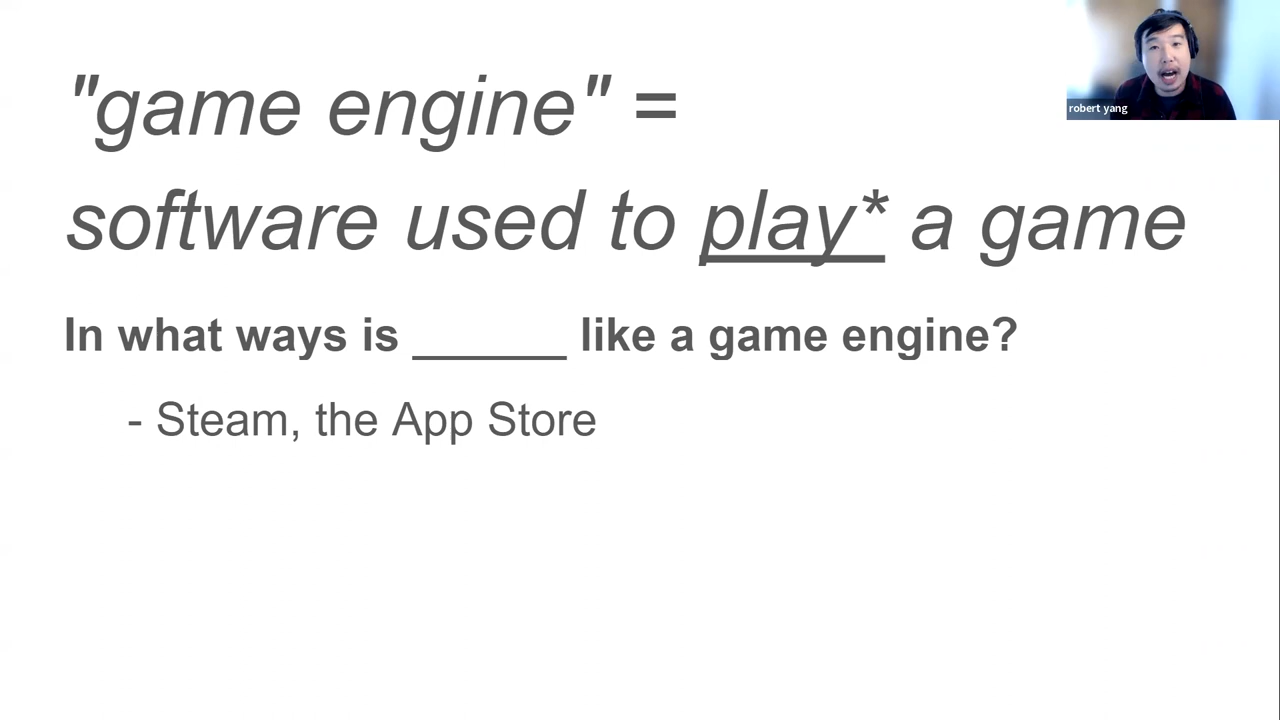 "game engine" =
software used to play* a game
In what ways is ______ like a game engine?
- Steam, the App Store
robert yang